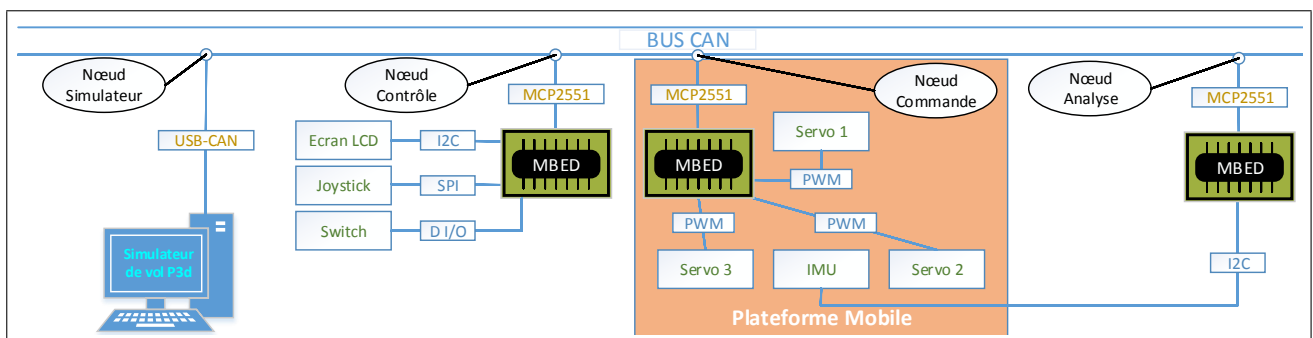 BUS CAN
Nœud
Simulateur
Nœud
Contrôle
Nœud
Commande
Nœud
Analyse
MCP2551
MCP2551
MCP2551
USB-CAN
Ecran LCD
I2C
MBED
Joystick
SPI
Switch
D I/O
MBED
Servo 1
PWM
PWM
PWM
Servo 3
IMU
Servo 2
Plateforme Mobile
MBED
I2C
Simulateur
de vol P3d